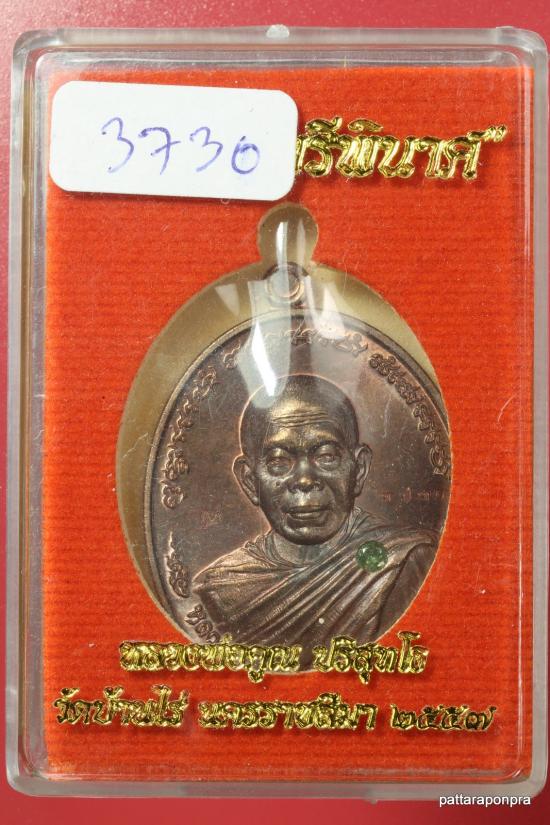 3730
รีพินาศ"
หลวงพ่อคูณ ปริสุทโธ
วัดบ้านไร่ นครราชสีมา ๒๕๕๗
pattaraponpra